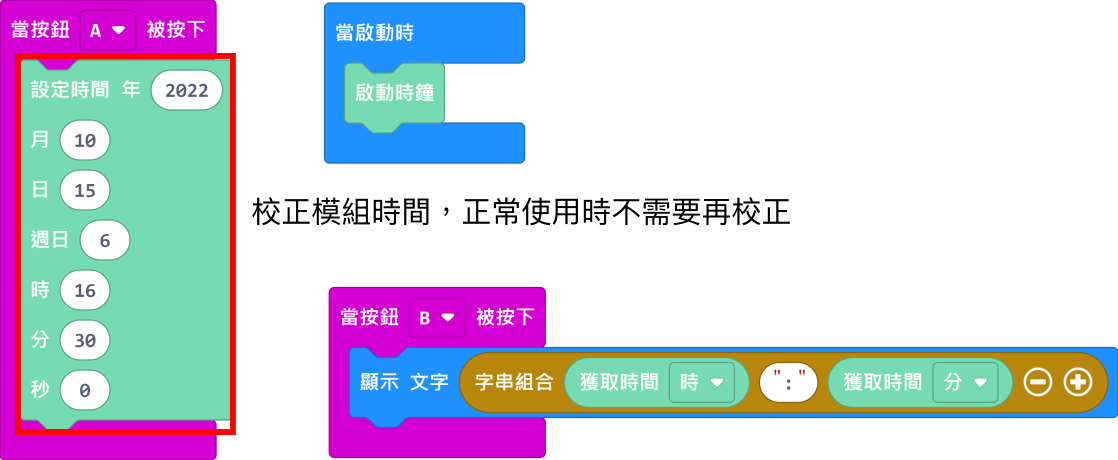 當按鈕 A 被按下
設定時間 年 2022
月 10
日 15
週日 6
時 16
分 30
秒 0
當啟動時
啟動時鐘
校正模組時間，正常使用時不需要再校正
當按鈕 B 被按下
顯示 文字 字串組合 獲取時間 時 ":" 獲取時間 分